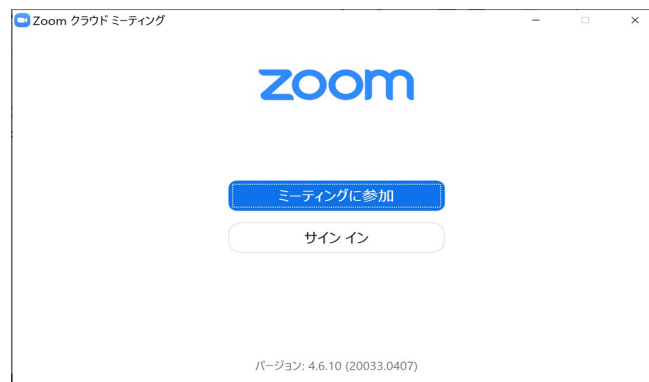 Zoom クラウド ミーティング
zoom
ミーティングに参加
サイン イン
バージョン: 4.6.10 (20033.0407)